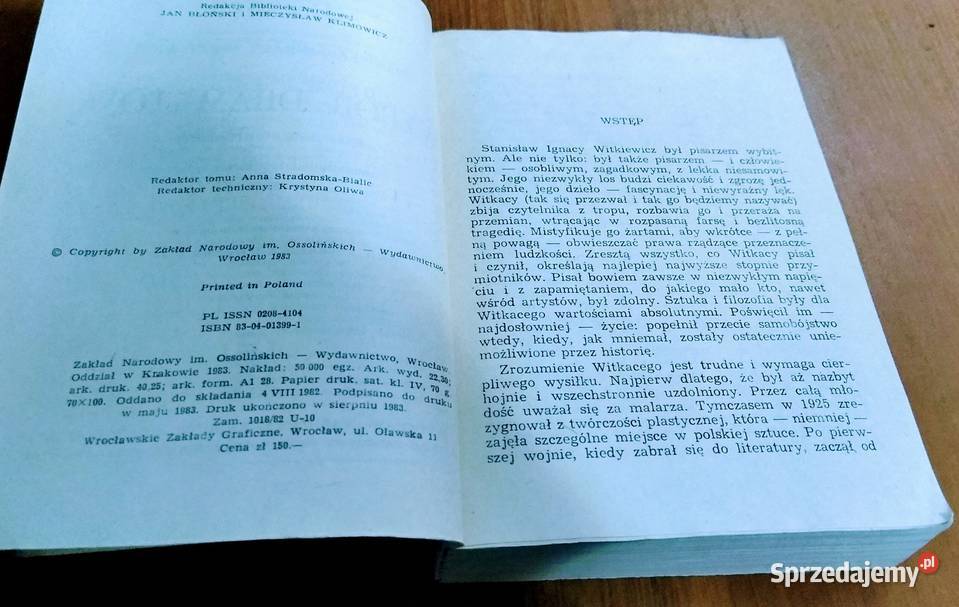 Redakcja Biblioteki Narodowej
JAN BŁOŃSKI i MIECZYSŁAW KLIMOWICZ
Redaktor tomu: Anna Stradomska-Bialic
Redaktor techniczny: Krystyna Oliwa
© Copyright by Zakład Narodowy im. Ossolińskich — Wydawnictwo
Wrocław 1983
Printed in Poland
PL ISSN 0208-4104
ISBN 83-04-01399-1
Zakład Narodowy im. Ossolińskich — Wydawnictwo, Wrocław.
Oddział w Krakowie 1983. Nakład: 50 000 egz. Ark. wyd. 22,30;
ark. druk. 40,25; ark. form. A1 28. Papier druk. sat. kl. IV, 70 g,
70×100. Oddano do składania 4 VIII 1982. Podpisano do druku
w maju 1983. Druk ukończono w sierpniu 1983.
Zam. 1018/82 U-10
Wrocławskie Zakłady Graficzne, Wrocław, ul. Oławska 11
Cena zł 150.—
WSTĘP
Stanisław Ignacy Witkiewicz był pisarzem wybit-
nym. Ale nie tylko: był także pisarzem — i człowie-
kiem — osobliwym, zagadkowym, z lekka niesamowi-
tym. Jego niezwykły los budzi ciekawość i zgrozę jed-
nocześnie, jego dzieło — fascynację i niewyraźny lęk.
Witkacy (tak się przezwał i tak go będziemy nazywać)
zbija czytelnika z tropu, rozbawia go i przeraża na
przemian, wtrącając w rozpasaną farsę i bezlitosną
tragedię. Mistyfikuje go żartami, aby wkrótce — z peł-
ną powagą — obwieszczać prawa rządzące przeznacze-
niem ludzkości. Zresztą wszystko, co Witkacy pisał
i czynił, określają najlepiej najwyższe stopnie przy-
miotników. Pisał bowiem zawsze w niezwykłym napię-
ciu i z zapamiętaniem, do jakiego mało kto, nawet
wśród artystów, był zdolny. Sztuka i filozofia były dla
Witkacego wartościami absolutnymi. Poświęcił im —
najdosłowniej — życie: popełnił przecie samobójstwo
wtedy, kiedy, jak mniemał, zostały ostatecznie unie-
możliwione przez historię.
Zrozumienie Witkacego jest trudne i wymaga cier-
pliwego wysiłku. Najpierw dlatego, że był aż nazbyt
hojnie i wszechstronnie uzdolniony. Przez całą mło-
dość uważał się za malarza. Tymczasem w 1925 zre-
zygnował z twórczości plastycznej, która — niemniej —
zajęła szczególne miejsce w polskiej sztuce. Po pierw-
szej wojnie, kiedy zabrał się do literatury, zaczął od
Sprzedajemy.pl